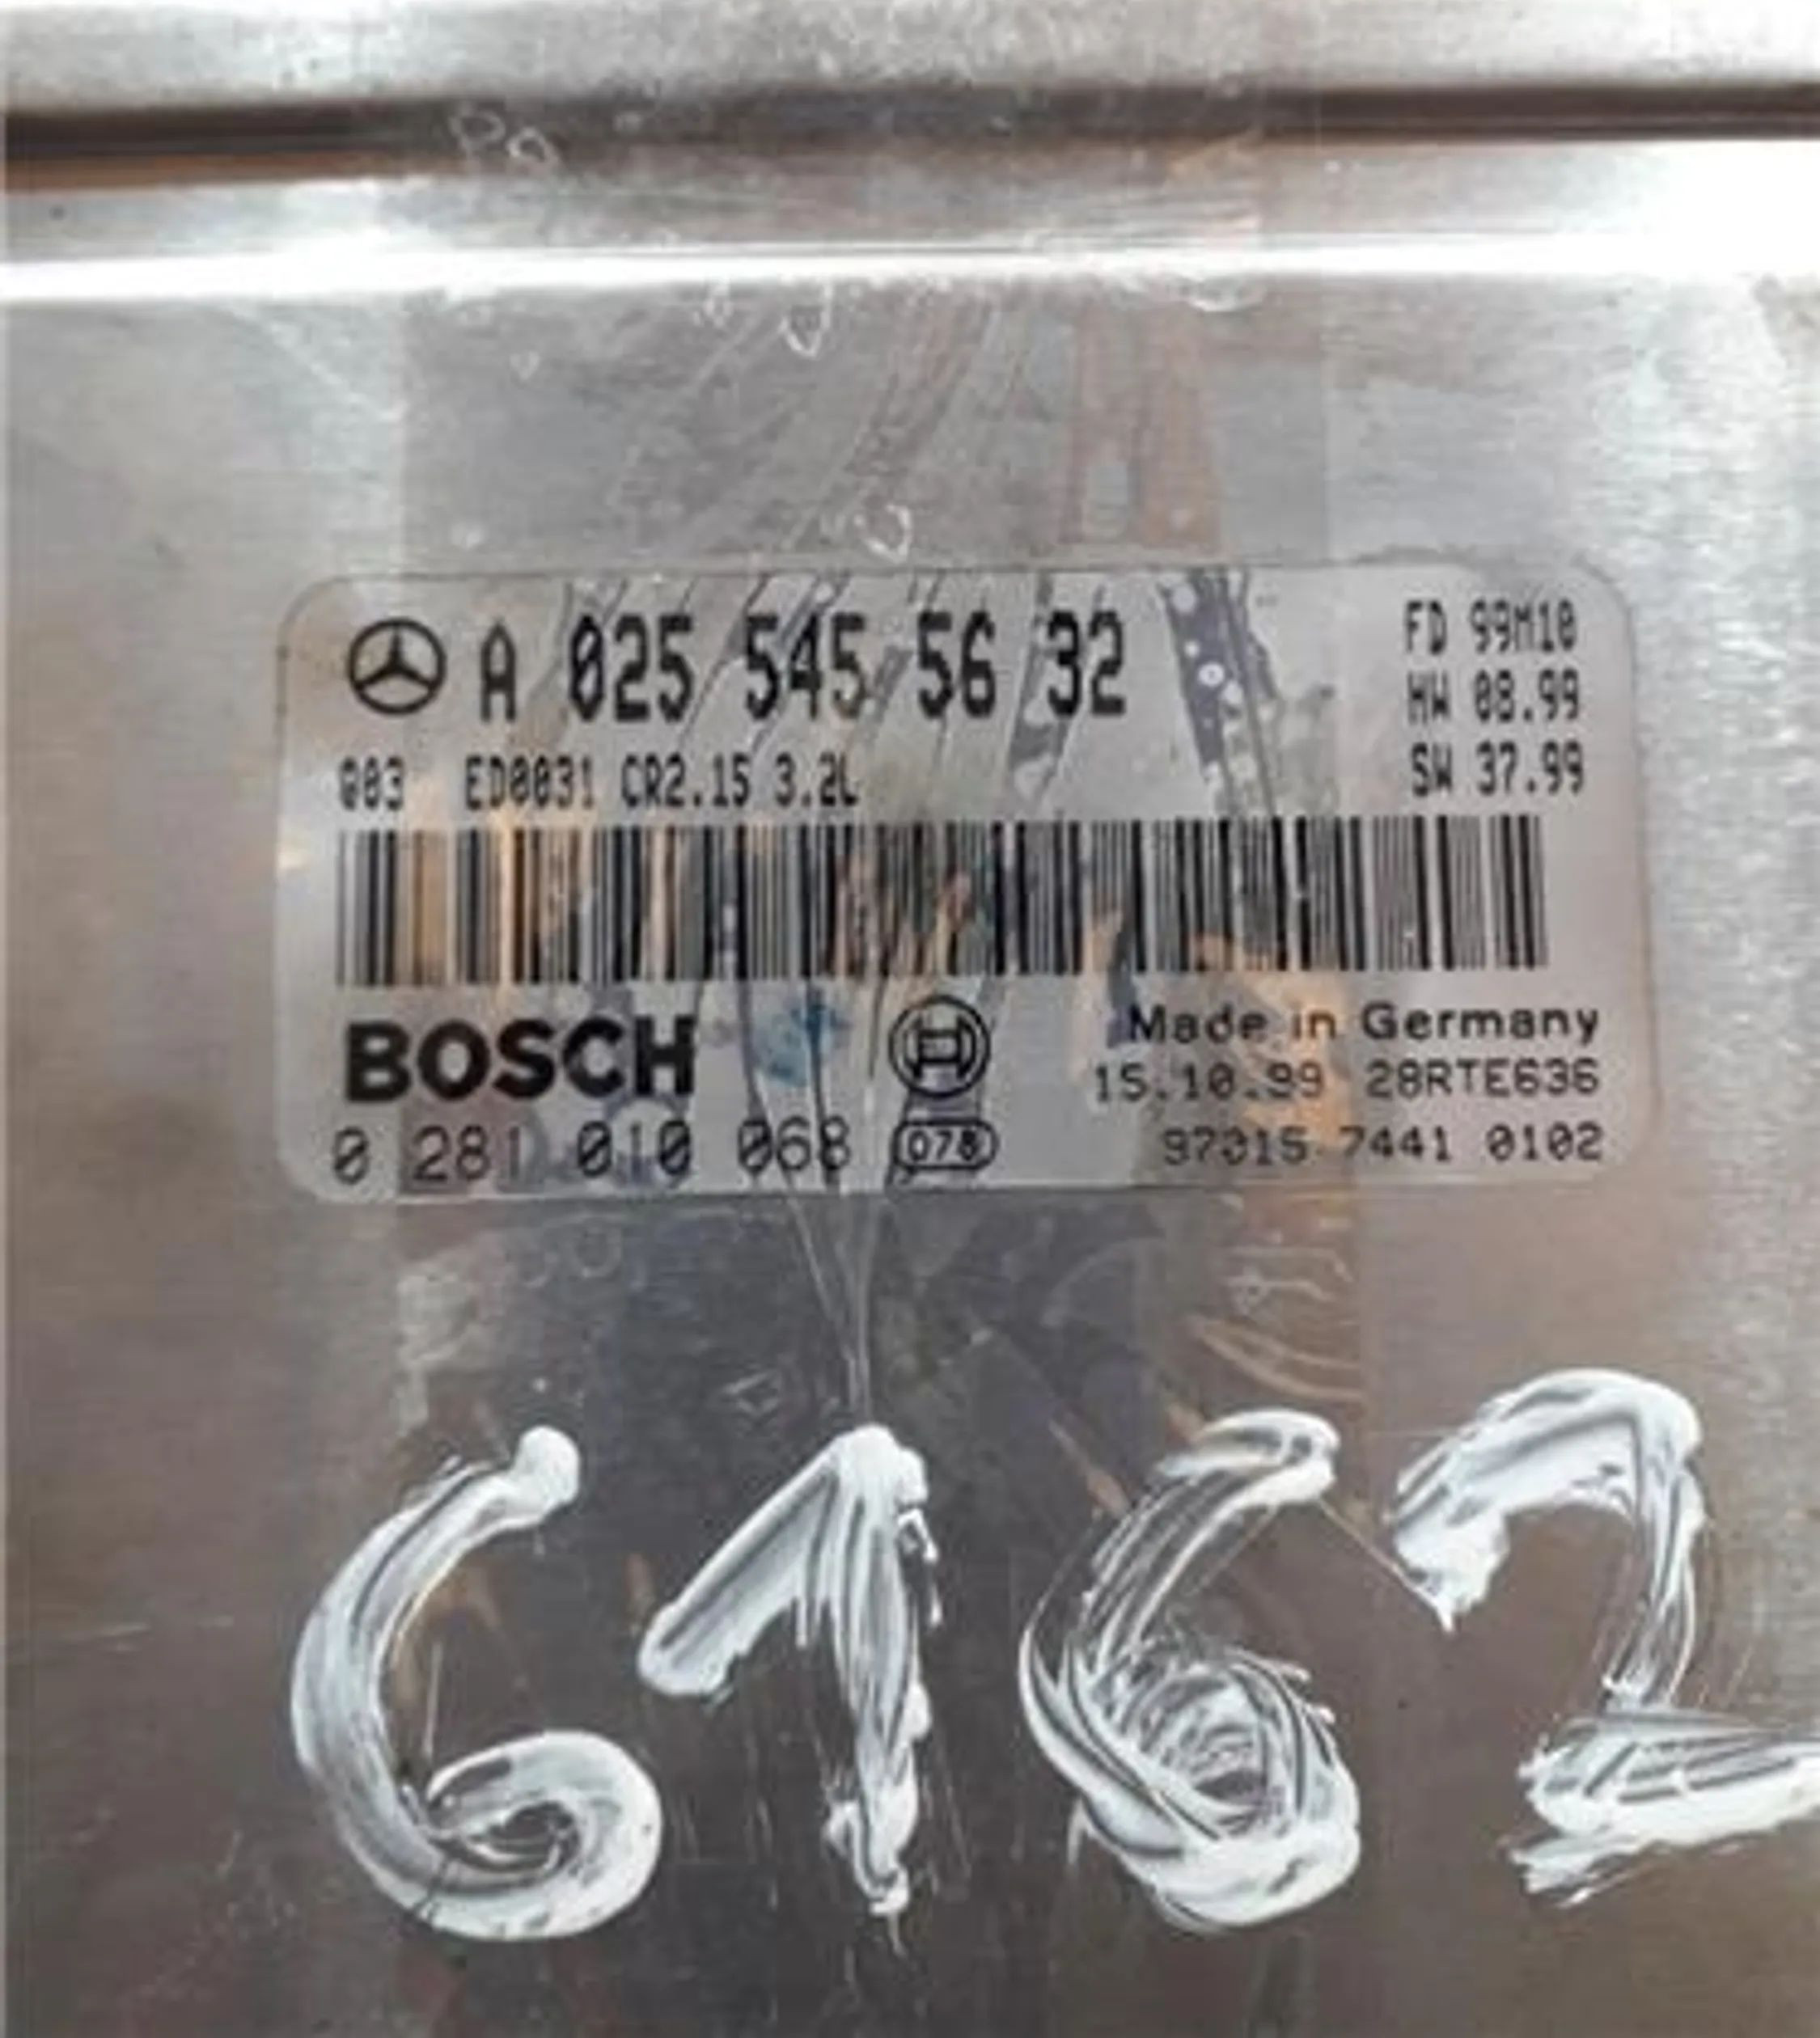 A 025 545 56 32
FD 99M10
HW 08.99
SW 37.99
Q03 ED0031 CR2.15 3.2L
BOSCH
Made in Germany
15.10.99 28RTE636
0 281 010 068 078
97315 7441 0102
6162